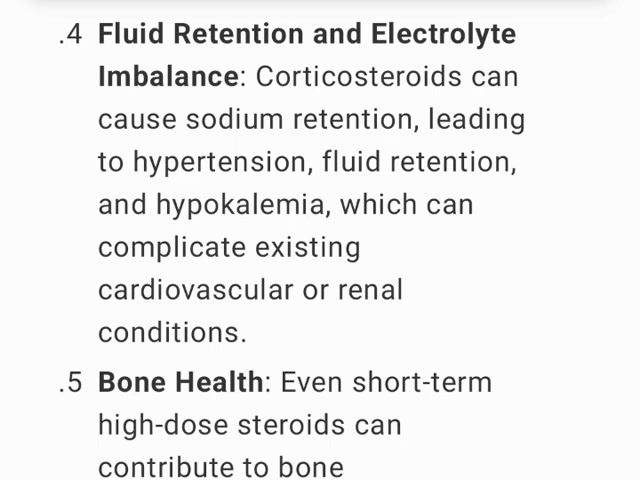 .4 Fluid Retention and Electrolyte
Imbalance: Corticosteroids can
cause sodium retention, leading
to hypertension, fluid retention,
and hypokalemia, which can
complicate existing
cardiovascular or renal
conditions.
.5 Bone Health: Even short-term
high-dose steroids can
contribute to bone